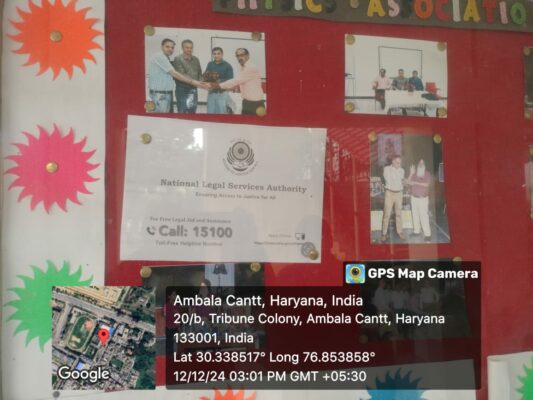 PHYSICS ASSOCIATIO
National Legal Services Authority
Ensuring Access to Justice for All
For Free Legal Aid and Assistance
Call: 15100
Toll-Free Helpline Number
Apply Online
GPS Map Camera
Ambala Cantt, Haryana, India
20/b, Tribune Colony, Ambala Cantt, Haryana
133001, India
Lat 30.338517° Long 76.853858°
12/12/24 03:01 PM GMT +05:30
Google